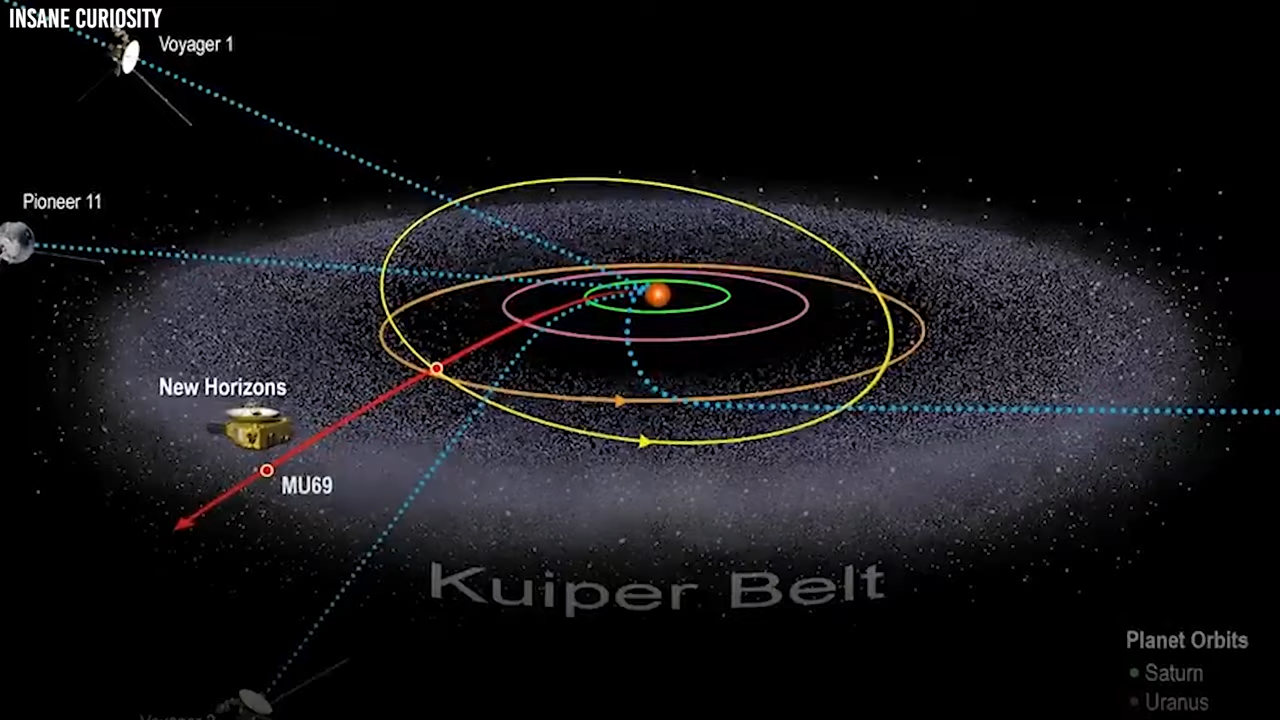 INSANE CURIOSITY
Voyager 1
Pioneer 11
New Horizons
MU69
Kuiper Belt
Planet Orbits
Saturn
Uranus